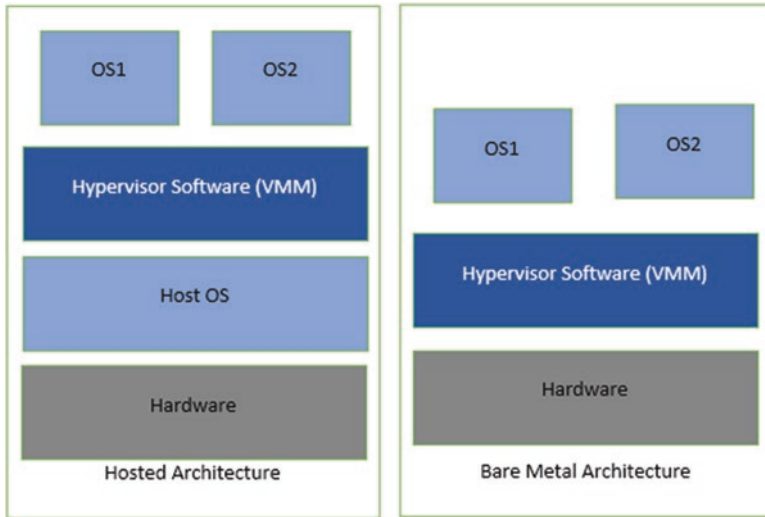 OS1
OS2
Hypervisor Software (VMM)
Host OS
Hardware
Hosted Architecture
OS1
OS2
Hypervisor Software (VMM)
Hardware
Bare Metal Architecture